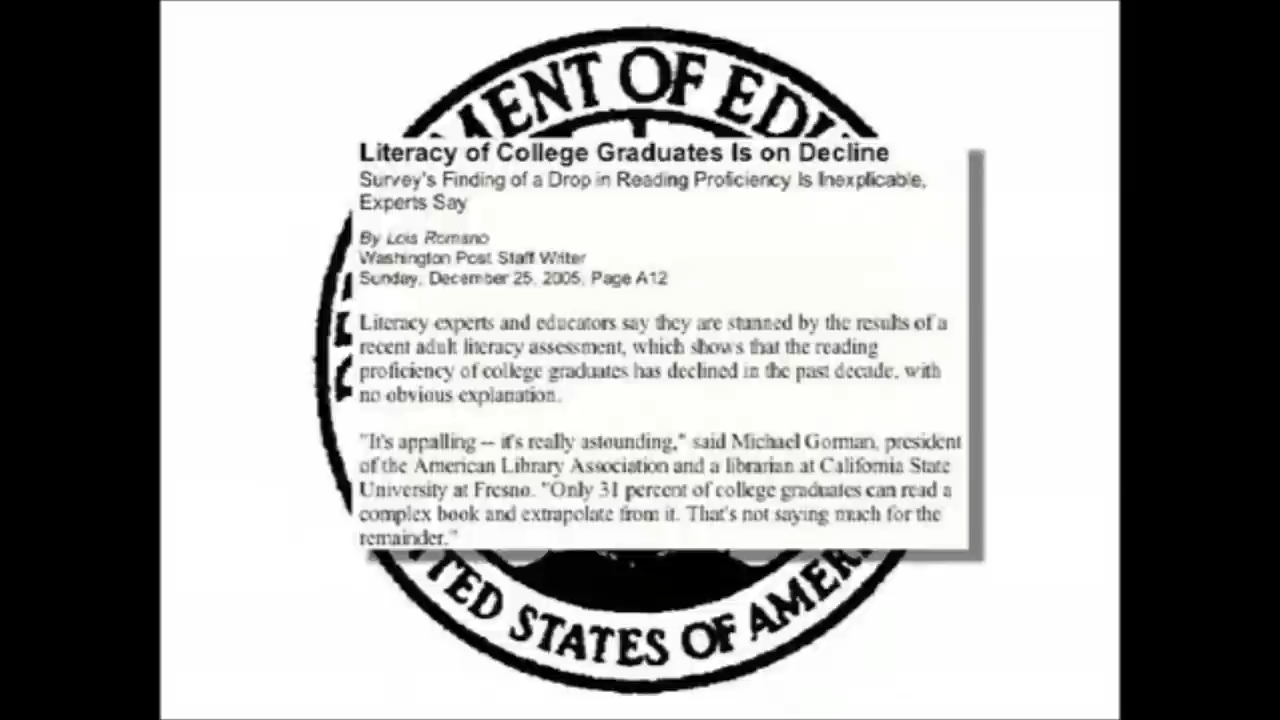 MENT OF EDU
Literacy of College Graduates Is on Decline
Survey's Finding of a Drop in Reading Proficiency Is Inexplicable,
Experts Say
By Lois Romano
Washington Post Staff Writer
Sunday, December 25, 2005, Page A12
Literacy experts and educators say they are stunned by the results of a
recent adult literacy assessment, which shows that the reading
proficiency of college graduates has declined in the past decade, with
no obvious explanation.
"It's appalling -- it's really astounding," said Michael Gorman, president
of the American Library Association and a librarian at California State
University at Fresno. "Only 31 percent of college graduates can read a
complex book and extrapolate from it. That's not saying much for the
remainder."
TED STATES OF AMER